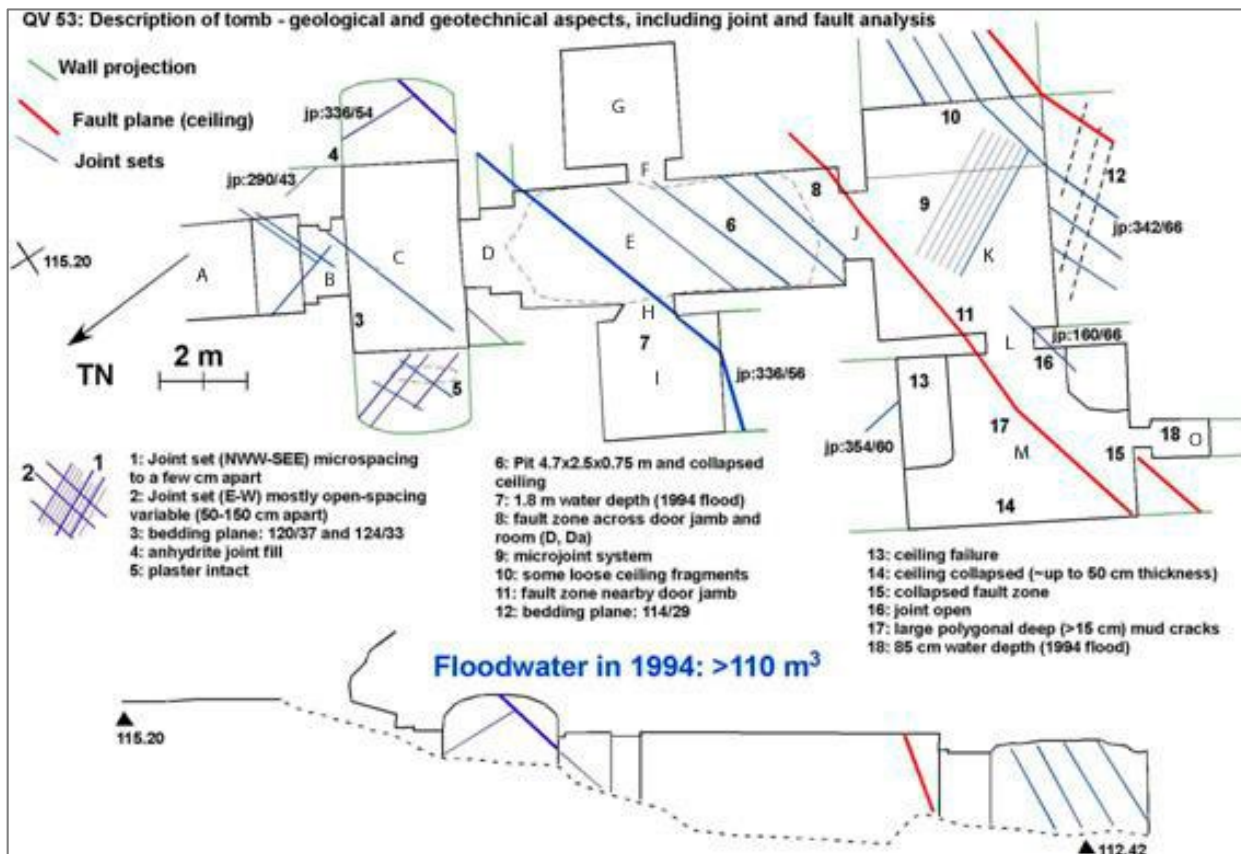 QV 53: Description of tomb - geological and geotechnical aspects, including joint and fault analysis
Wall projection
Fault plane (ceiling)
Joint sets
jp:336/54
4
jp:290/43
115.20
A
B
C
D
E
F
G
H
I
J
K
L
M
O
3
5
6
7
8
9
10
11
12
13
14
15
16
17
18
jp:342/66
jp:160/66
jp:336/56
jp:354/60
TN
2 m
2
1
1: Joint set (NWW-SEE) microspacing
to a few cm apart
2: Joint set (E-W) mostly open-spacing
variable (50-150 cm apart)
3: bedding plane: 120/37 and 124/33
4: anhydrite joint fill
5: plaster intact
6: Pit 4.7x2.5x0.75 m and collapsed
ceiling
7: 1.8 m water depth (1994 flood)
8: fault zone across door jamb and
room (D, Da)
9: microjoint system
10: some loose ceiling fragments
11: fault zone nearby door jamb
12: bedding plane: 114/29
13: ceiling failure
14: ceiling collapsed (~up to 50 cm thickness)
15: collapsed fault zone
16: joint open
17: large polygonal deep (>15 cm) mud cracks
18: 85 cm water depth (1994 flood)
Floodwater in 1994: >110 m³
115.20
112.42